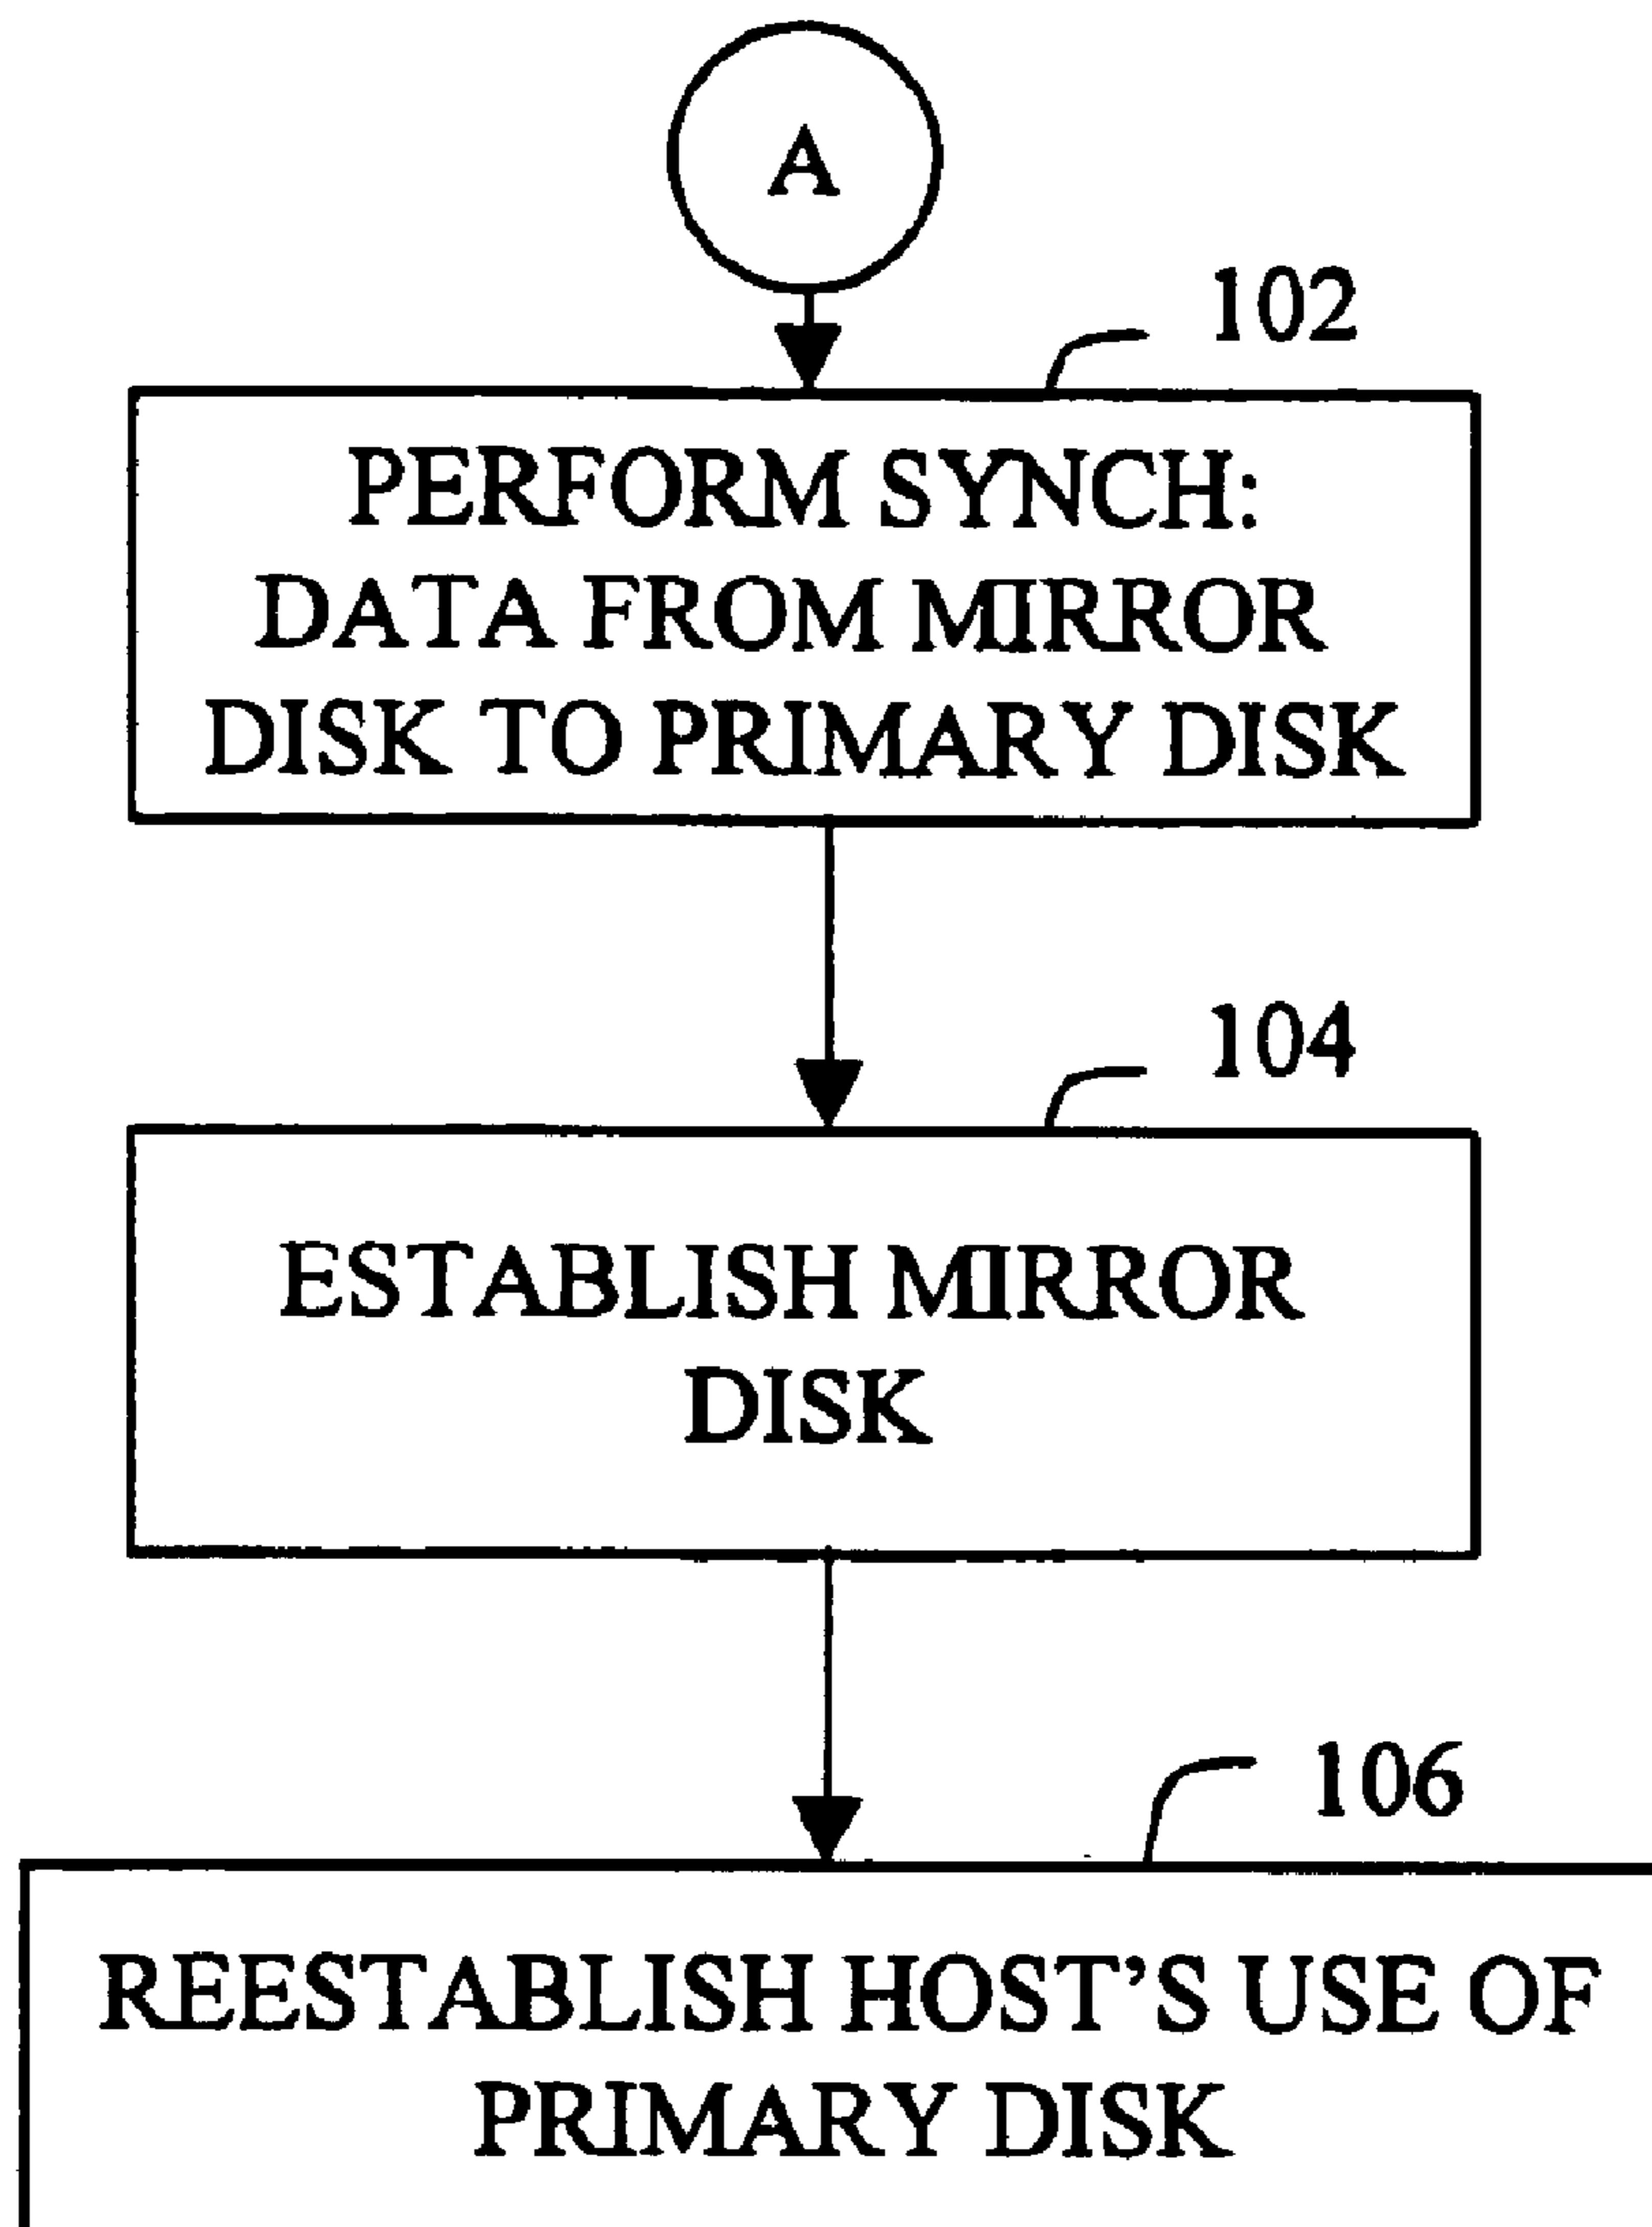 A
102
PERFORM SYNCH:
DATA FROM MIRROR
DISK TO PRIMARY DISK
104
ESTABLISH MIRROR
DISK
106
REESTABLISH HOST'S USE OF
PRIMARY DISK